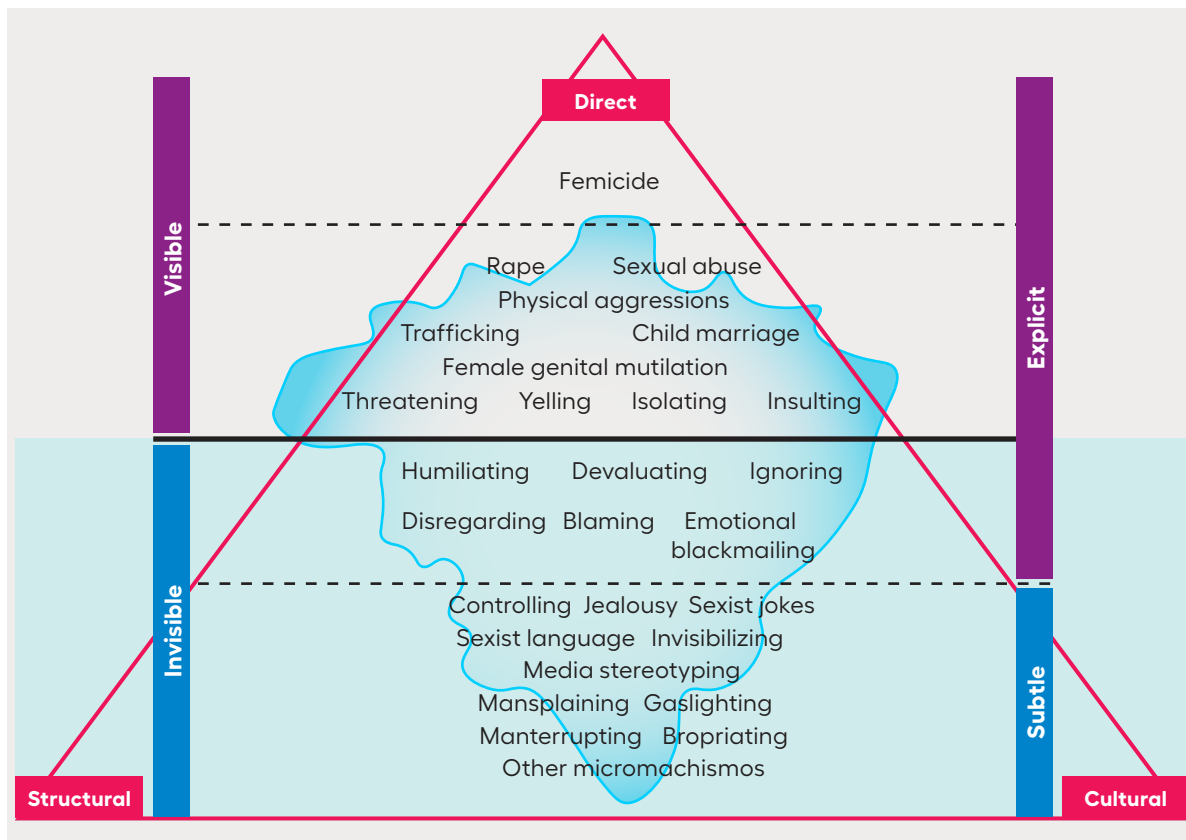 Direct
Femicide
Visible
Explicit
Rape Sexual abuse
Physical aggressions
Trafficking Child marriage
Female genital mutilation
Threatening Yelling Isolating Insulting
Humiliating Devaluating Ignoring
Disregarding Blaming Emotional
blackmailing
Invisible
Subtle
Controlling Jealousy Sexist jokes
Sexist language Invisibilizing
Media stereotyping
Mansplaining Gaslighting
Manterrupting Bropriating
Other micromachismos
Structural
Cultural